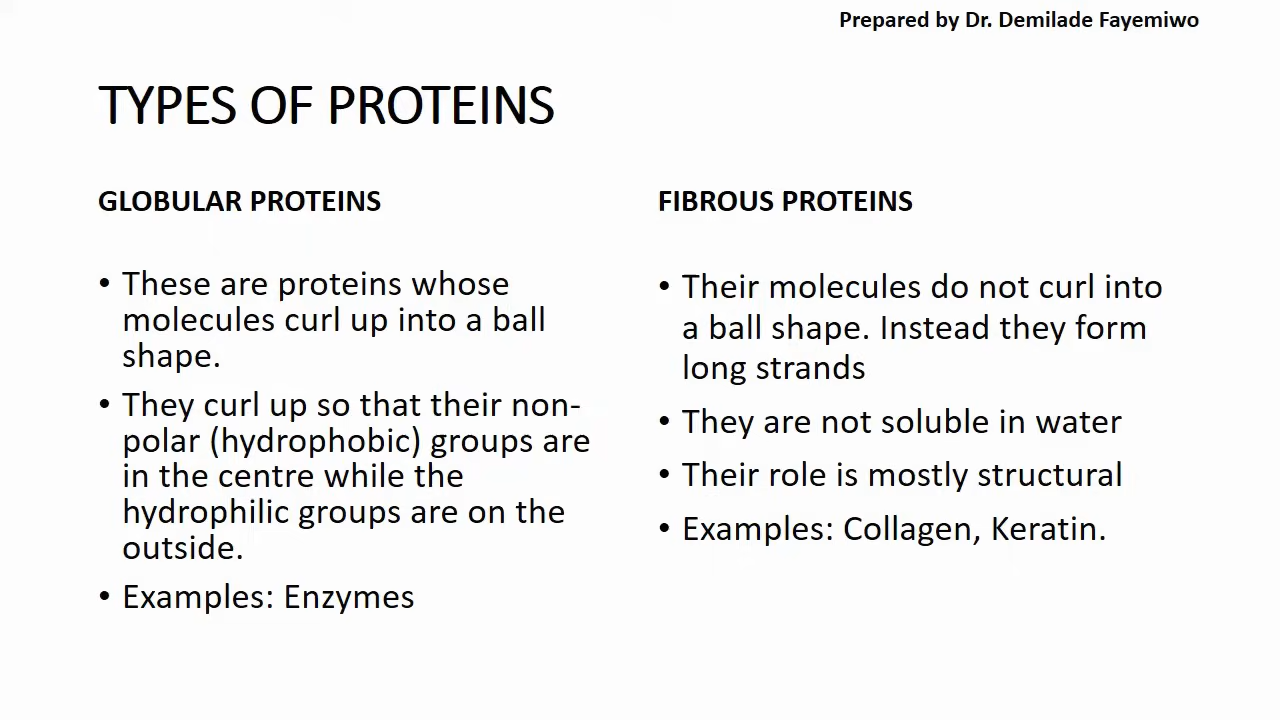 Prepared by Dr. Demilade Fayemiwo
TYPES OF PROTEINS
GLOBULAR PROTEINS
• These are proteins whose
molecules curl up into a ball
shape.
• They curl up so that their non-
polar (hydrophobic) groups are
in the centre while the
hydrophilic groups are on the
outside.
• Examples: Enzymes
FIBROUS PROTEINS
• Their molecules do not curl into
a ball shape. Instead they form
long strands
• They are not soluble in water
• Their role is mostly structural
• Examples: Collagen, Keratin.